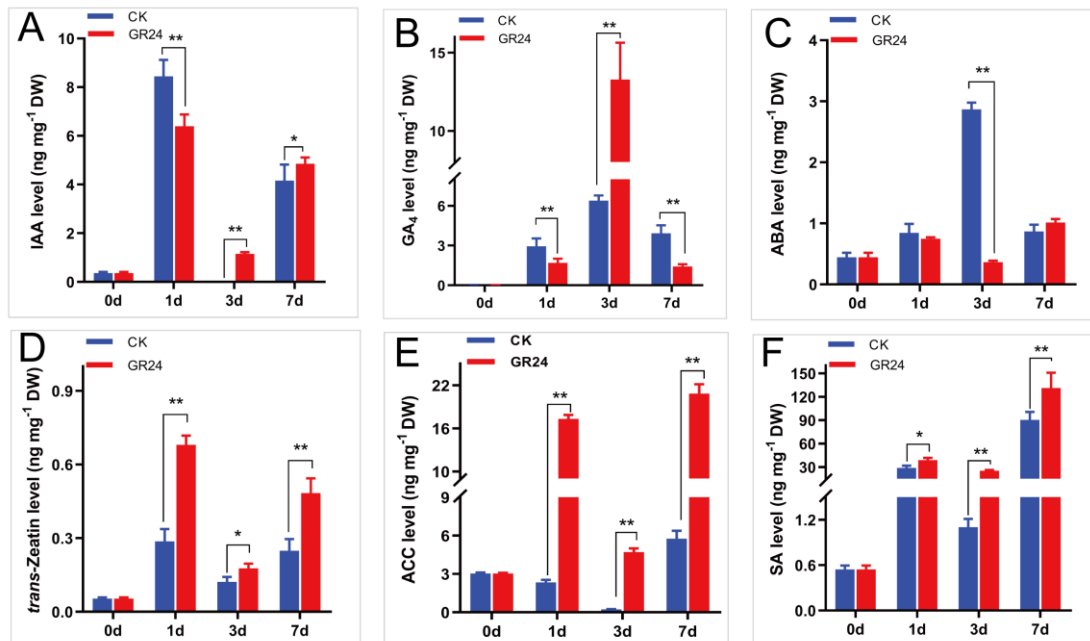 A
CK
GR24
IAA level (ng mg⁻¹ DW)
10
8
6
4
2
0
**
**
*
0d 1d 3d 7d
B
CK
GR24
GA₄ level (ng mg⁻¹ DW)
15
12
9
6
3
0
**
**
**
0d 1d 3d 7d
C
CK
GR24
ABA level (ng mg⁻¹ DW)
4
3
2
1
0
**
0d 1d 3d 7d
D
CK
GR24
trans-Zeatin level (ng mg⁻¹ DW)
0.9
0.6
0.3
0.0
**
*
**
0d 1d 3d 7d
E
CK
GR24
ACC level (ng mg⁻¹ DW)
22
16
10
9
6
3
0
**
**
**
0d 1d 3d 7d
F
CK
GR24
SA level (ng mg⁻¹ DW)
150
120
90
60
30
1.2
0.6
0.0
*
**
**
0d 1d 3d 7d